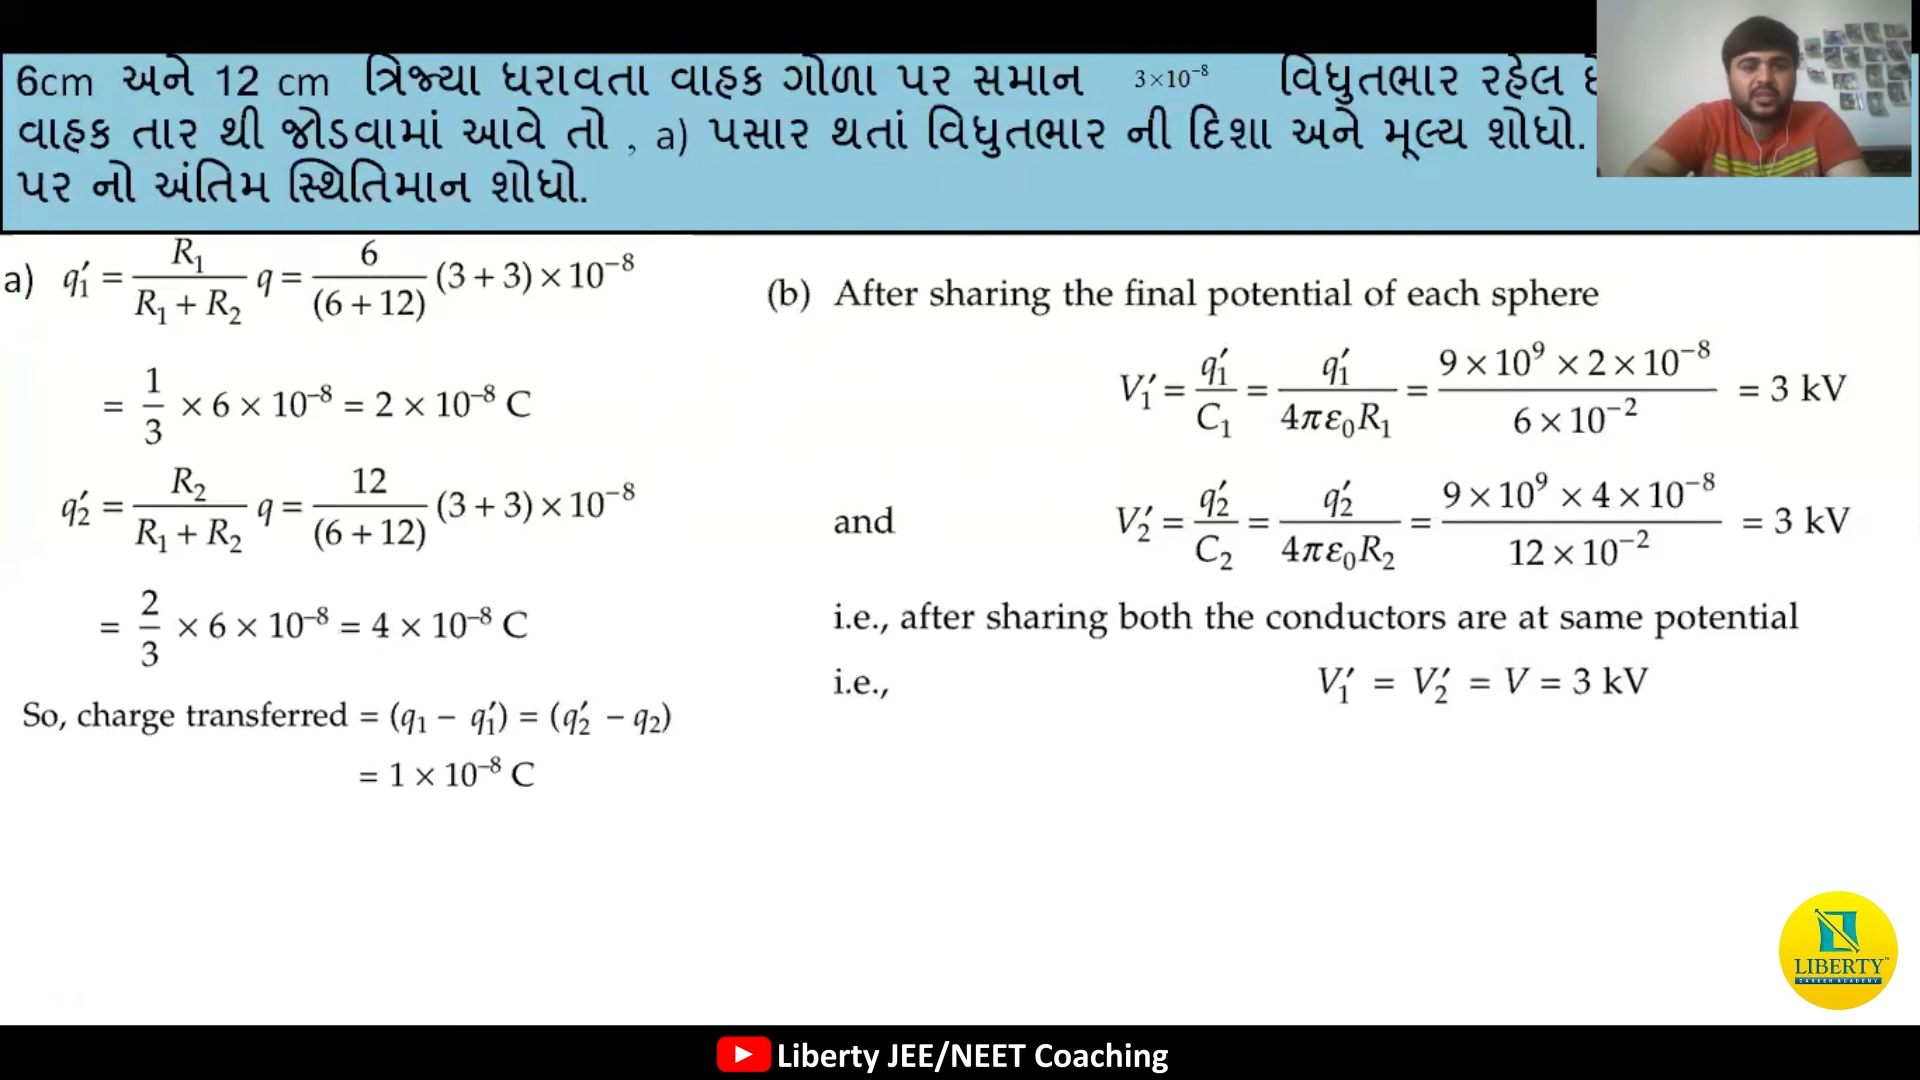 6cm અને 12 cm ત્રિજ્યા ધરાવતા વાહક ગોળા પર સમાન 3×10⁻⁸ વિધુતભાર રહેલ
વાહક તાર થી જોડવામાં આવે તો , a) પસાર થતાં વિધુતભાર ની દિશા અને મૂલ્ય શોધો.
પર નો અંતિમ સ્થિતિમાન શોધો.
a) q₁′ = R₁/(R₁ + R₂) q = 6/(6 + 12) (3 + 3) × 10⁻⁸
= 1/3 × 6 × 10⁻⁸ = 2 × 10⁻⁸ C
q₂′ = R₂/(R₁ + R₂) q = 12/(6 + 12) (3 + 3) × 10⁻⁸
= 2/3 × 6 × 10⁻⁸ = 4 × 10⁻⁸ C
So, charge transferred = (q₁ − q₁′) = (q₂′ − q₂)
= 1 × 10⁻⁸ C
(b) After sharing the final potential of each sphere
V₁′ = q₁′/C₁ = q₁′/4πε₀R₁ = 9 × 10⁹ × 2 × 10⁻⁸/6 × 10⁻² = 3 kV
and V₂′ = q₂′/C₂ = q₂′/4πε₀R₂ = 9 × 10⁹ × 4 × 10⁻⁸/12 × 10⁻² = 3 kV
i.e., after sharing both the conductors are at same potential
i.e., V₁′ = V₂′ = V = 3 kV
LIBERTY
CAREER ACADEMY
Liberty JEE/NEET Coaching